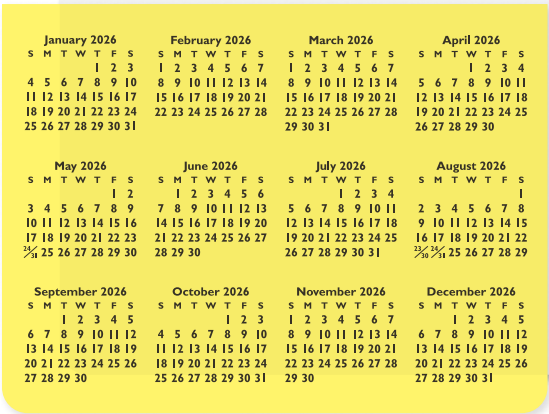 January 2026 February 2026 March 2026 April 2026
S M T W T F S S M T W T F S S M T W T F S S M T W T F S
1 2 3 1 2 3 4 5 6 7 1 2 3 4 5 6 7 1 2 3 4
4 5 6 7 8 9 10 8 9 10 11 12 13 14 8 9 10 11 12 13 14 5 6 7 8 9 10 11
11 12 13 14 15 16 17 15 16 17 18 19 20 21 15 16 17 18 19 20 21 12 13 14 15 16 17 18
18 19 20 21 22 23 24 22 23 24 25 26 27 28 22 23 24 25 26 27 28 19 20 21 22 23 24 25
25 26 27 28 29 30 31 29 30 31 26 27 28 29 30
May 2026 June 2026 July 2026 August 2026
S M T W T F S S M T W T F S S M T W T F S S M T W T F S
1 2 1 2 3 4 5 6 1 2 3 4 1
3 4 5 6 7 8 9 7 8 9 10 11 12 13 5 6 7 8 9 10 11 2 3 4 5 6 7 8
10 11 12 13 14 15 16 14 15 16 17 18 19 20 12 13 14 15 16 17 18 9 10 11 12 13 14 15
17 18 19 20 21 22 23 21 22 23 24 25 26 27 19 20 21 22 23 24 25 16 17 18 19 20 21 22
24/31 25 26 27 28 29 30 28 29 30 26 27 28 29 30 31 23/30 24/31 25 26 27 28 29
September 2026 October 2026 November 2026 December 2026
S M T W T F S S M T W T F S S M T W T F S S M T W T F S
1 2 3 4 5 1 2 3 1 2 3 4 5 6 7 1 2 3 4 5
6 7 8 9 10 11 12 4 5 6 7 8 9 10 8 9 10 11 12 13 14 6 7 8 9 10 11 12
13 14 15 16 17 18 19 11 12 13 14 15 16 17 15 16 17 18 19 20 21 13 14 15 16 17 18 19
20 21 22 23 24 25 26 18 19 20 21 22 23 24 22 23 24 25 26 27 28 20 21 22 23 24 25 26
27 28 29 30 25 26 27 28 29 30 31 29 30 27 28 29 30 31